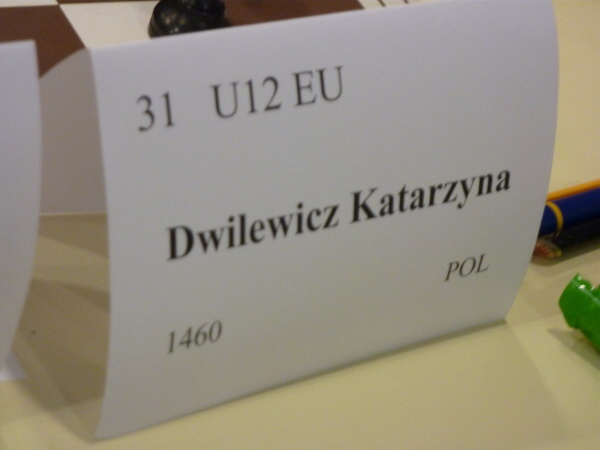 31 U12 EU
Dwilewicz Katarzyna
POL
1460